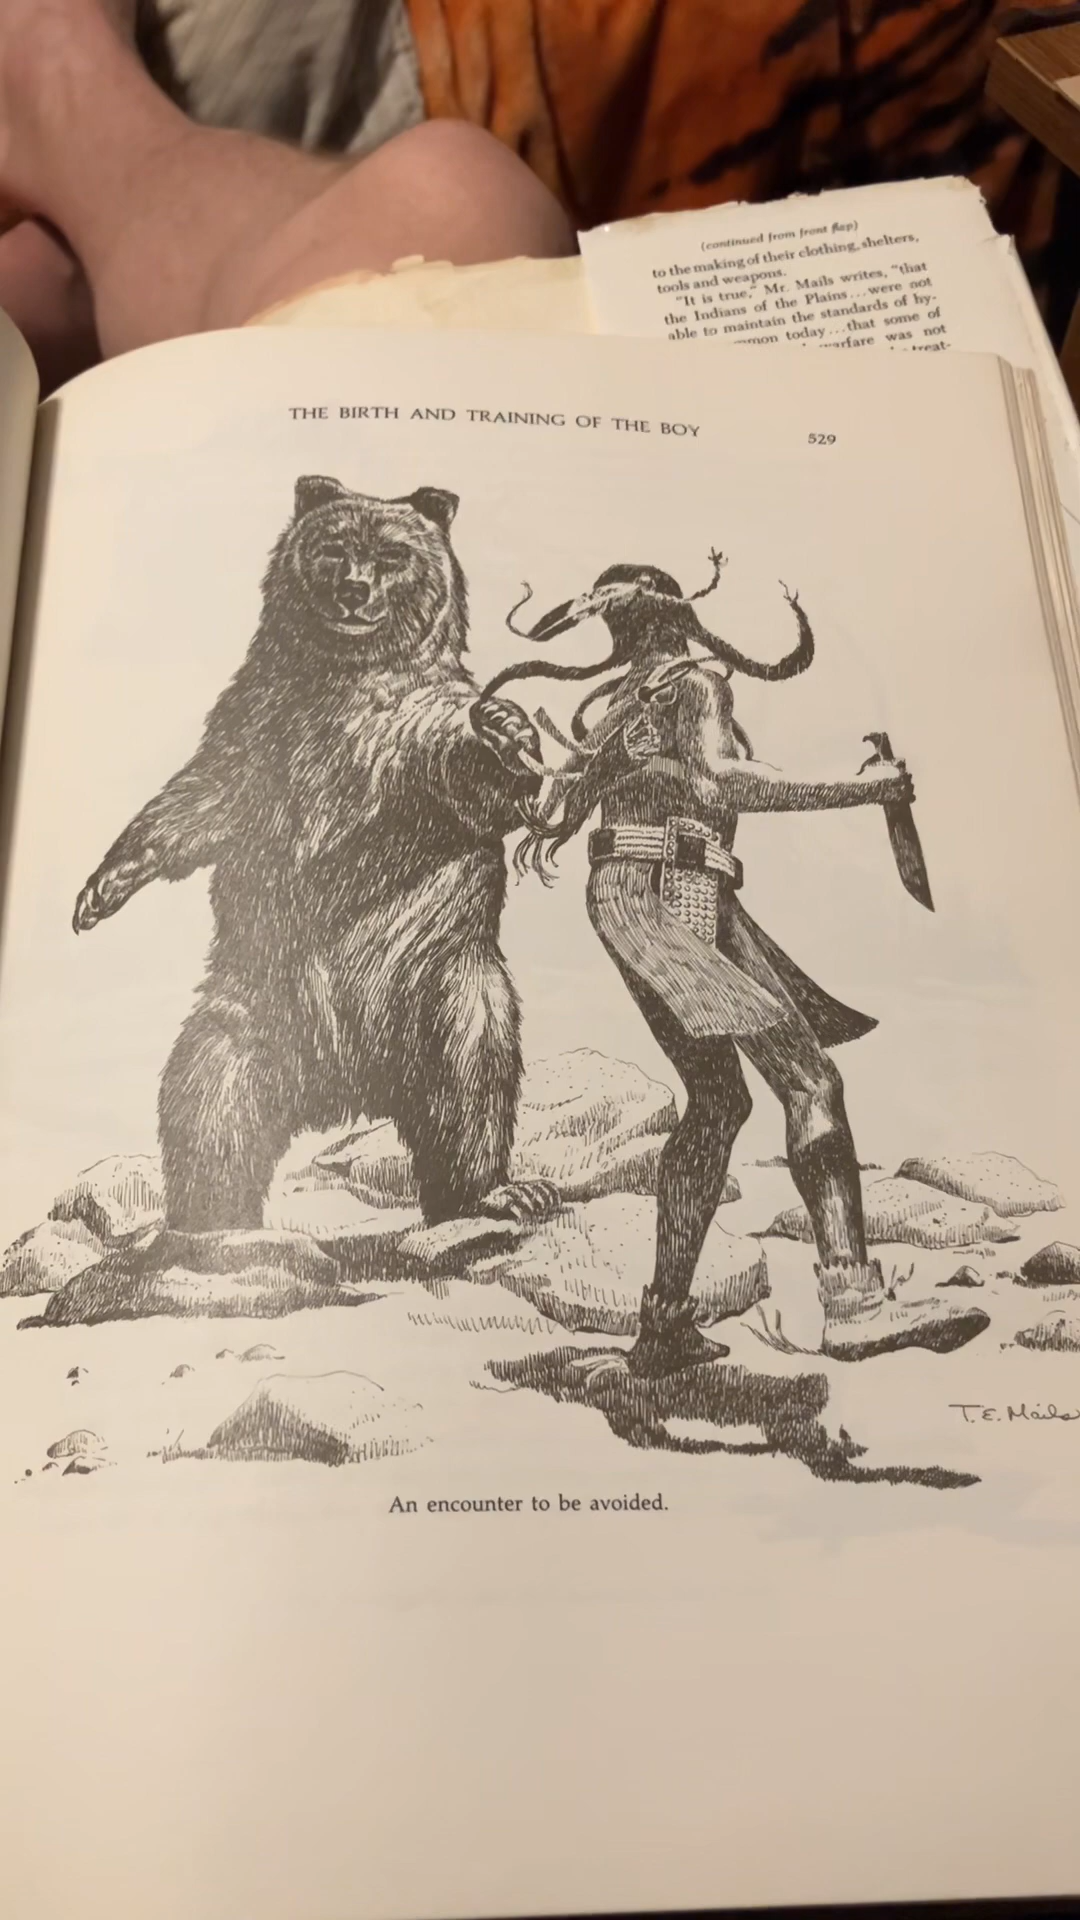 (continued from front flap)
to the making of their clothing, shelters,
tools and weapons.
"It is true," Mr. Mails writes, "that
the Indians of the Plains...were not
able to maintain the standards of hy-
today...that some of
warfare was not
treat-
THE BIRTH AND TRAINING OF THE BOY 529
T.E. Mails
An encounter to be avoided.